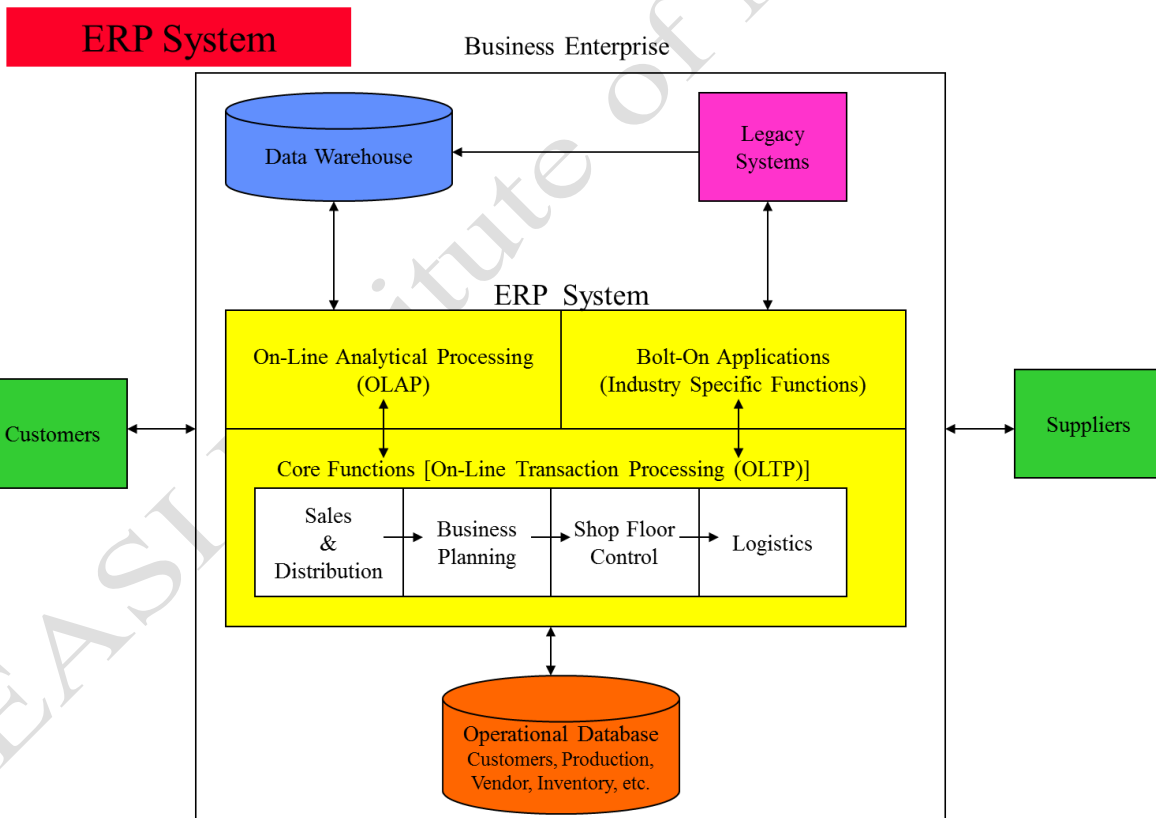 ERP System
Business Enterprise
Data Warehouse
Legacy
Systems
ERP System
On-Line Analytical Processing
(OLAP)
Bolt-On Applications
(Industry Specific Functions)
Customers
Suppliers
Core Functions [On-Line Transaction Processing (OLTP)]
Sales
&
Distribution
Business
Planning
Shop Floor
Control
Logistics
Operational Database
Customers, Production,
Vendor, Inventory, etc.